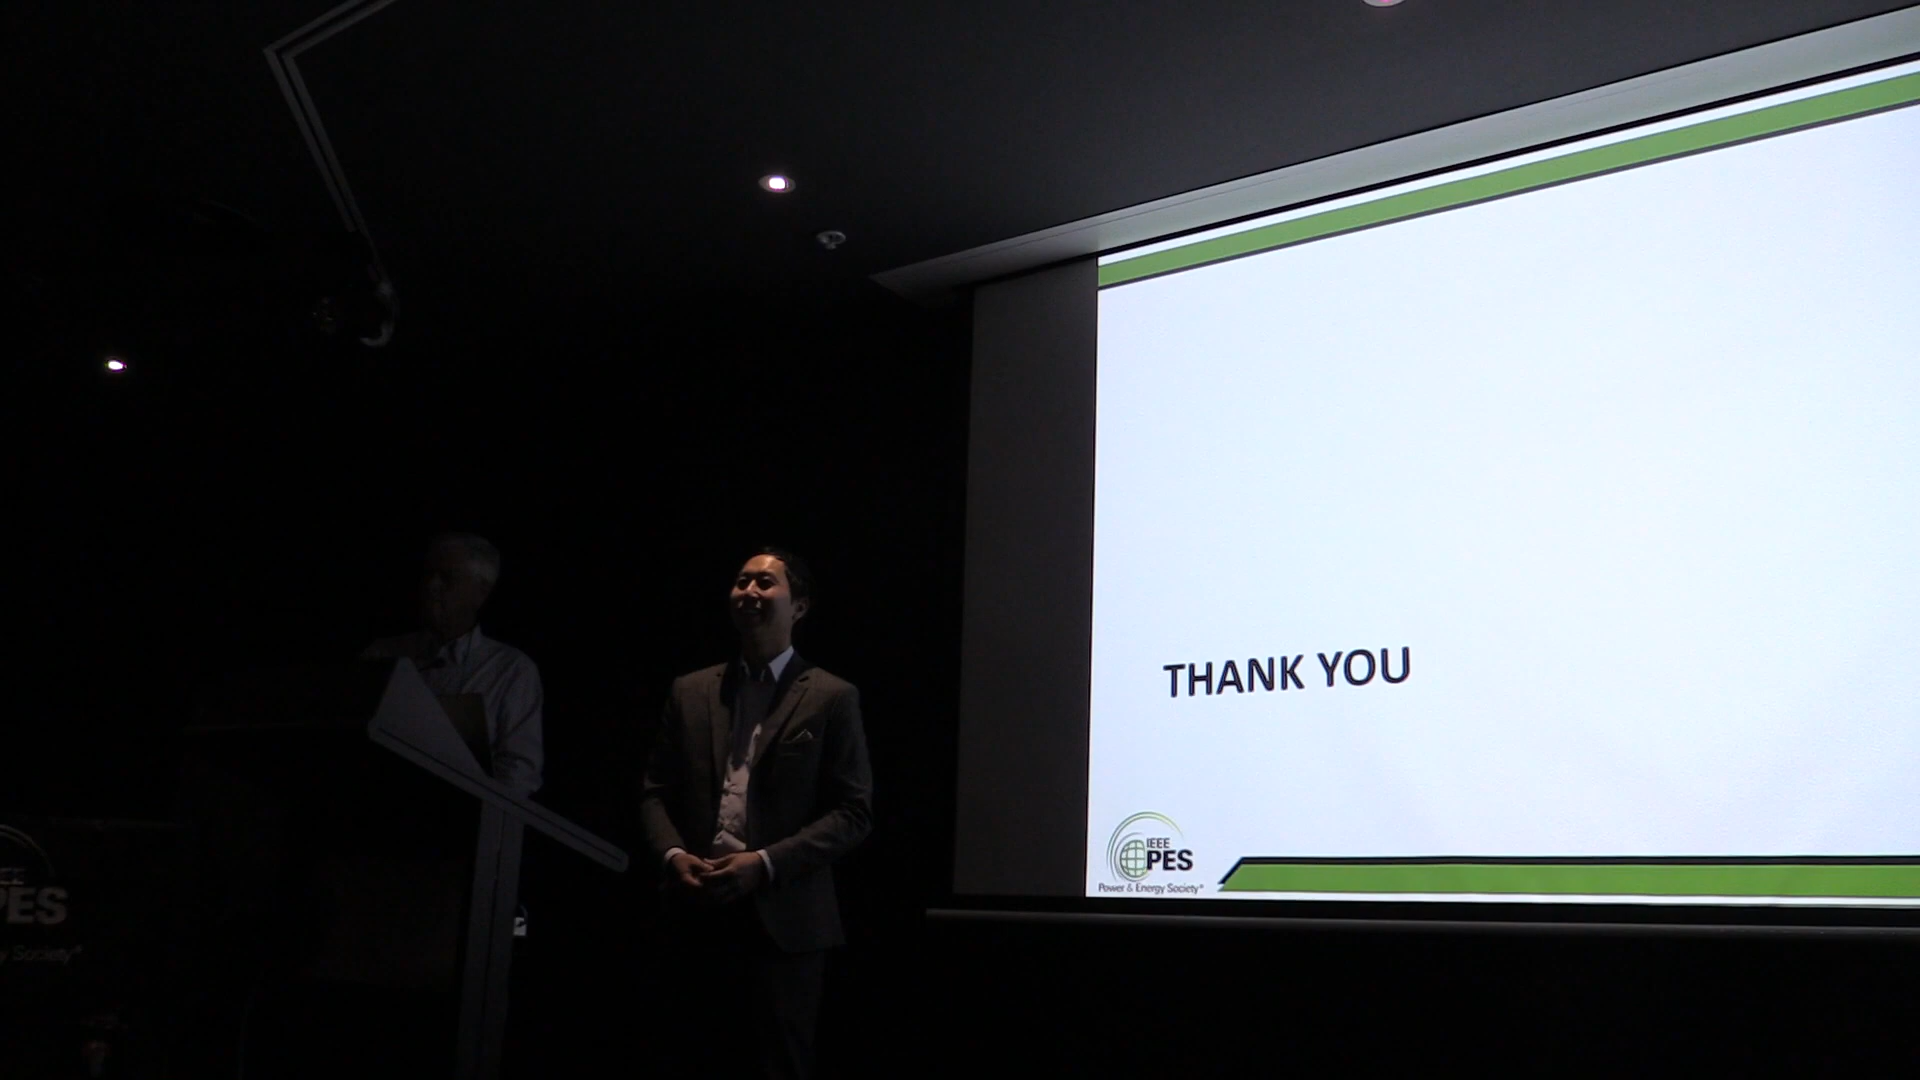 THANK YOU
IEEE
PES
Power & Energy Society®
PES
y Society®